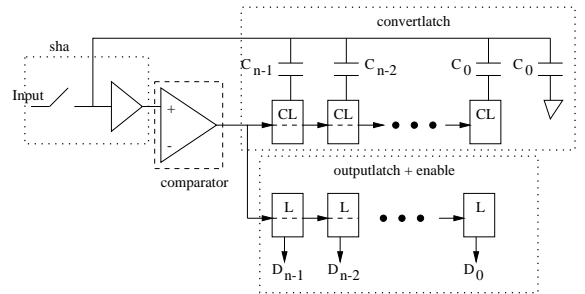 convertlatch
sha
C n-1
C n-2
C 0
C 0
Input
+
-
CL
CL
CL
comparator
outputlatch + enable
L
L
L
D n-1
D n-2
D 0